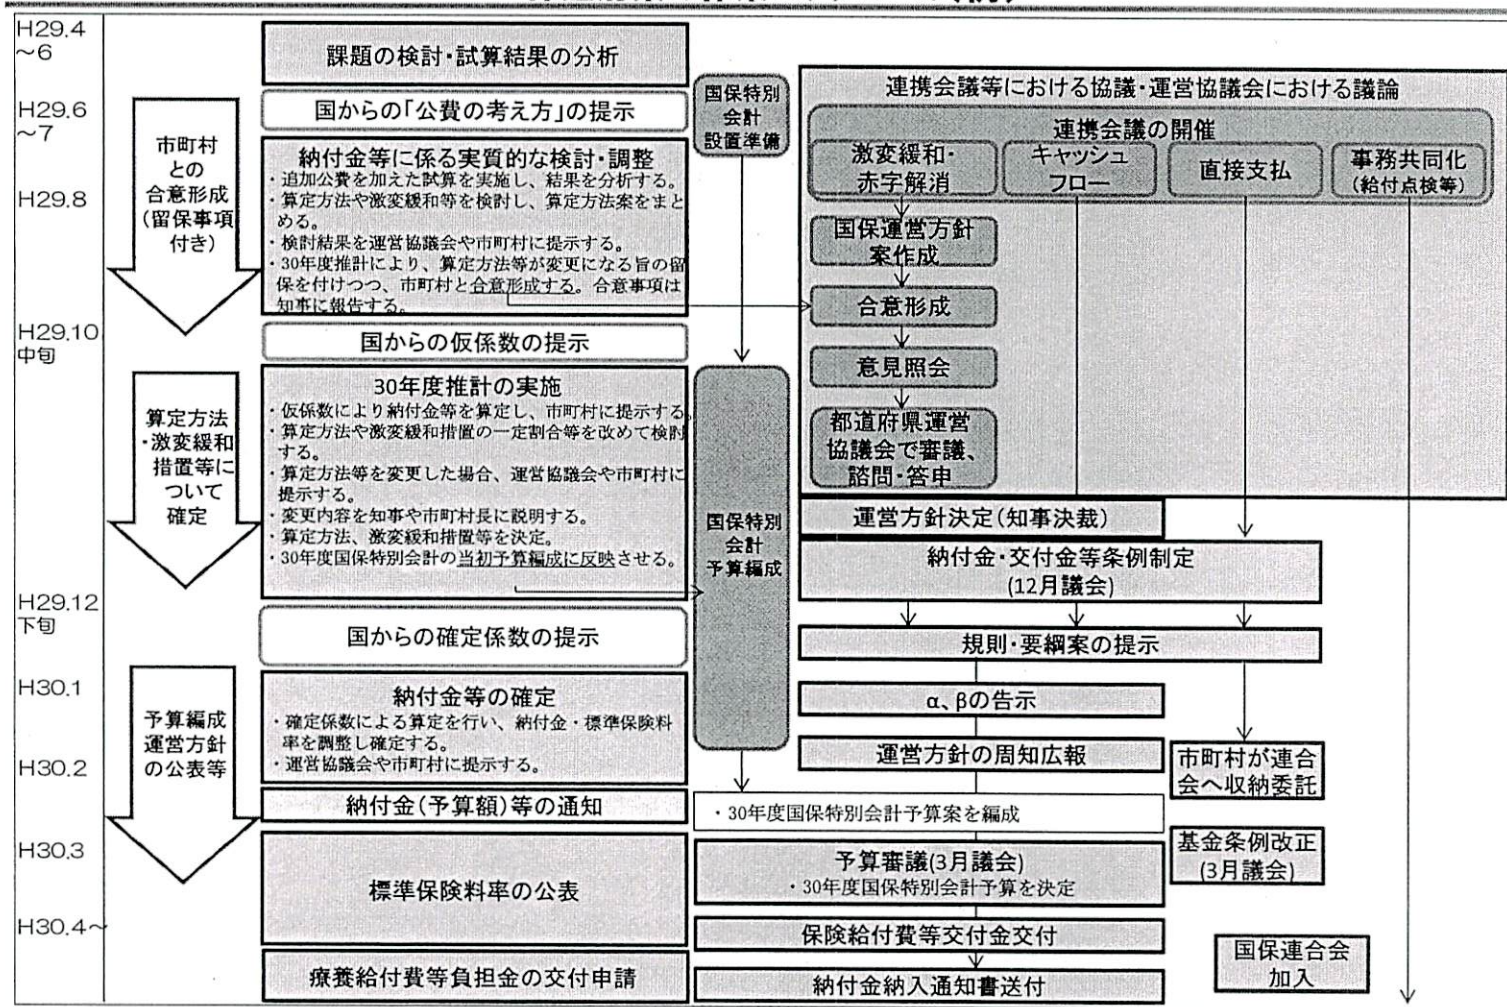 H29.4
～6
H29.6
～7
H29.8
H29.10
中旬
H29.12
下旬
H30.1
H30.2
H30.3
H30.4～
市町村
との
合意形成
(留保事項
付き)
算定方法
・激変緩和
措置等に
ついて
確定
予算編成
運営方針
の公表等
課題の検討・試算結果の分析
国からの「公費の考え方」の提示
納付金等に係る実質的な検討・調整
・追加公費を加えた試算を実施し、結果を分析する。
・算定方法や激変緩和等を検討し、算定方法案をまと
める。
・検討結果を運営協議会や市町村に提示する。
・30年度推計により、算定方法等が変更になる旨の留
保を付けつつ、市町村と合意形成する。合意事項は
知事に報告する。
国からの仮係数の提示
30年度推計の実施
・仮係数により納付金等を算定し、市町村に提示する。
・算定方法や激変緩和措置の一定割合等を改めて検討
する。
・算定方法等を変更した場合、運営協議会や市町村に
提示する。
・変更内容を知事や市町村長に説明する。
・算定方法、激変緩和措置等を決定。
・30年度国保特別会計の当初予算編成に反映させる。
国からの確定係数の提示
納付金等の確定
・確定係数による算定を行い、納付金・標準保険料
率を調整し確定する。
・運営協議会や市町村に提示する。
納付金(予算額)等の通知
標準保険料率の公表
療養給付費等負担金の交付申請
国保特別
会計
設置準備
国保特別
会計
予算編成
連携会議等における協議・運営協議会における議論
連携会議の開催
激変緩和・
赤字解消
キャッシュ
フロー
直接支払
事務共同化
(給付点検等)
国保運営方針
案作成
合意形成
意見照会
都道府県運営
協議会で審議、
諮問・答申
運営方針決定(知事決裁)
納付金・交付金等条例制定
(12月議会)
規則・要綱案の提示
α、βの告示
運営方針の周知広報
市町村が連合
会へ収納委託
・30年度国保特別会計予算案を編成
予算審議(3月議会)
・30年度国保特別会計予算を決定
基金条例改正
(3月議会)
保険給付費等交付金交付
納付金納入通知書送付
国保連合会
加入